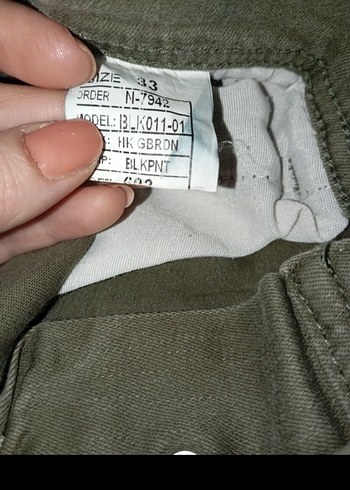 SIZE 33
ORDER N-7942
MODEL: BLK011-01
: HK GBRDN
P: BLKPNT